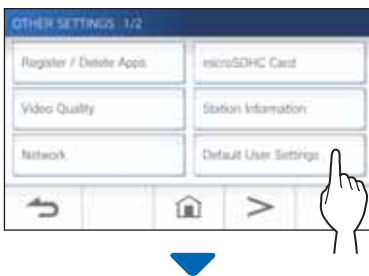 OTHER SETTINGS 1/2
Register / Delete Apps
microSDHC Card
Video Quality
Station Information
Network
Default User Settings